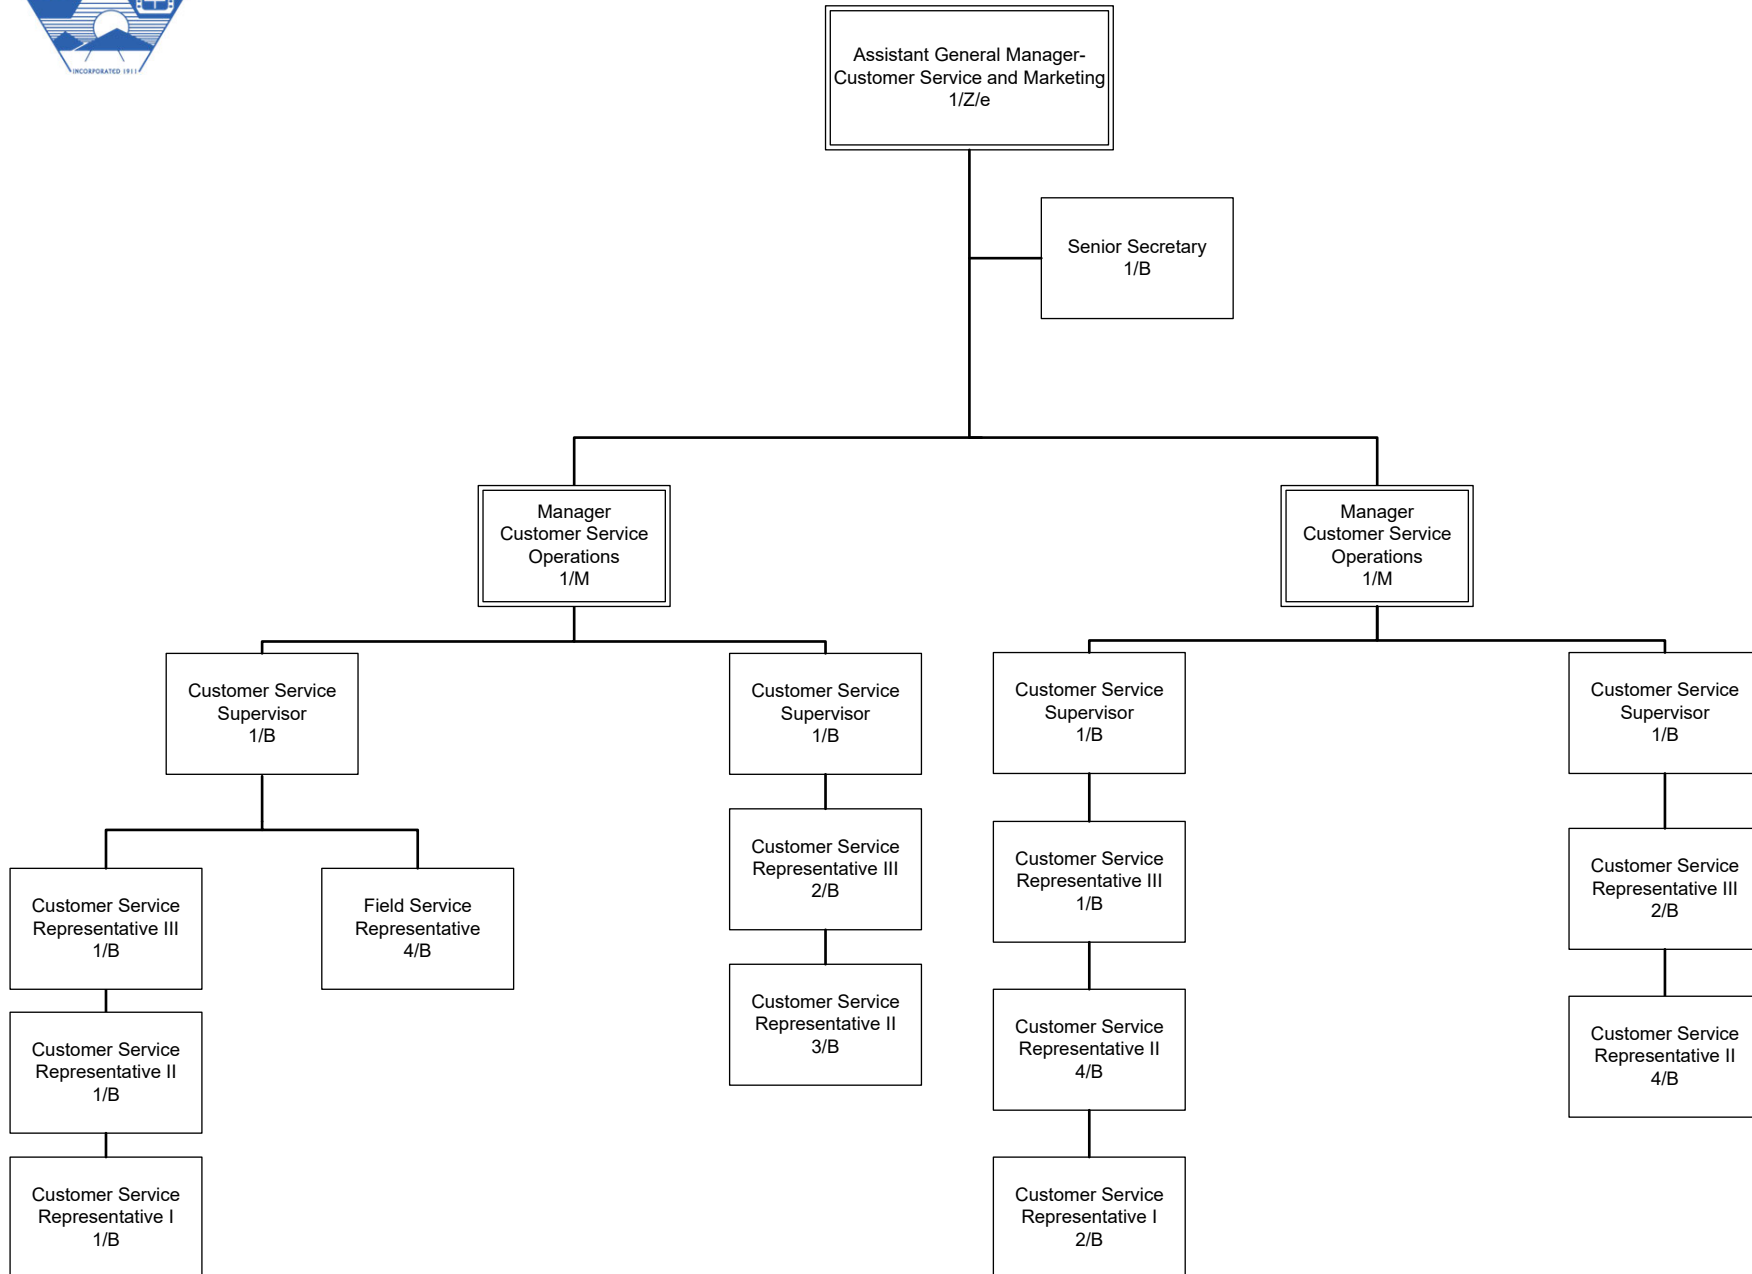 INCORPORATED 1911
Assistant General Manager-
Customer Service and Marketing
1/Z/e
Senior Secretary
1/B
Manager
Customer Service
Operations
1/M
Manager
Customer Service
Operations
1/M
Customer Service
Supervisor
1/B
Customer Service
Supervisor
1/B
Customer Service
Supervisor
1/B
Customer Service
Supervisor
1/B
Customer Service
Representative III
1/B
Field Service
Representative
4/B
Customer Service
Representative III
2/B
Customer Service
Representative III
1/B
Customer Service
Representative III
2/B
Customer Service
Representative II
1/B
Customer Service
Representative II
3/B
Customer Service
Representative II
4/B
Customer Service
Representative II
4/B
Customer Service
Representative I
1/B
Customer Service
Representative I
2/B